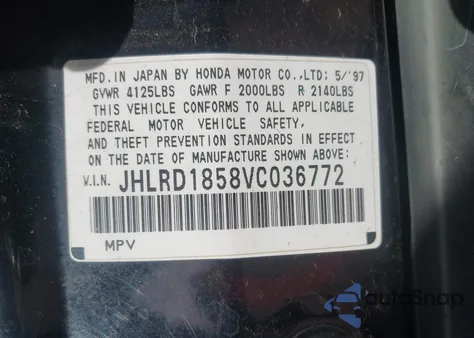 MFD. IN JAPAN BY HONDA MOTOR CO.,LTD: 5/'97
GVWR 4125LBS GAWR F 2000LBS R 2140LBS
THIS VEHICLE CONFORMS TO ALL APPLICABLE
FEDERAL MOTOR VEHICLE SAFETY,
AND THEFT PREVENTION STANDARDS IN EFFECT
ON THE DATE OF MANUFACTURE SHOWN ABOVE:
V.I.N. JHLRD1858VC036772
MPV
autoSnap